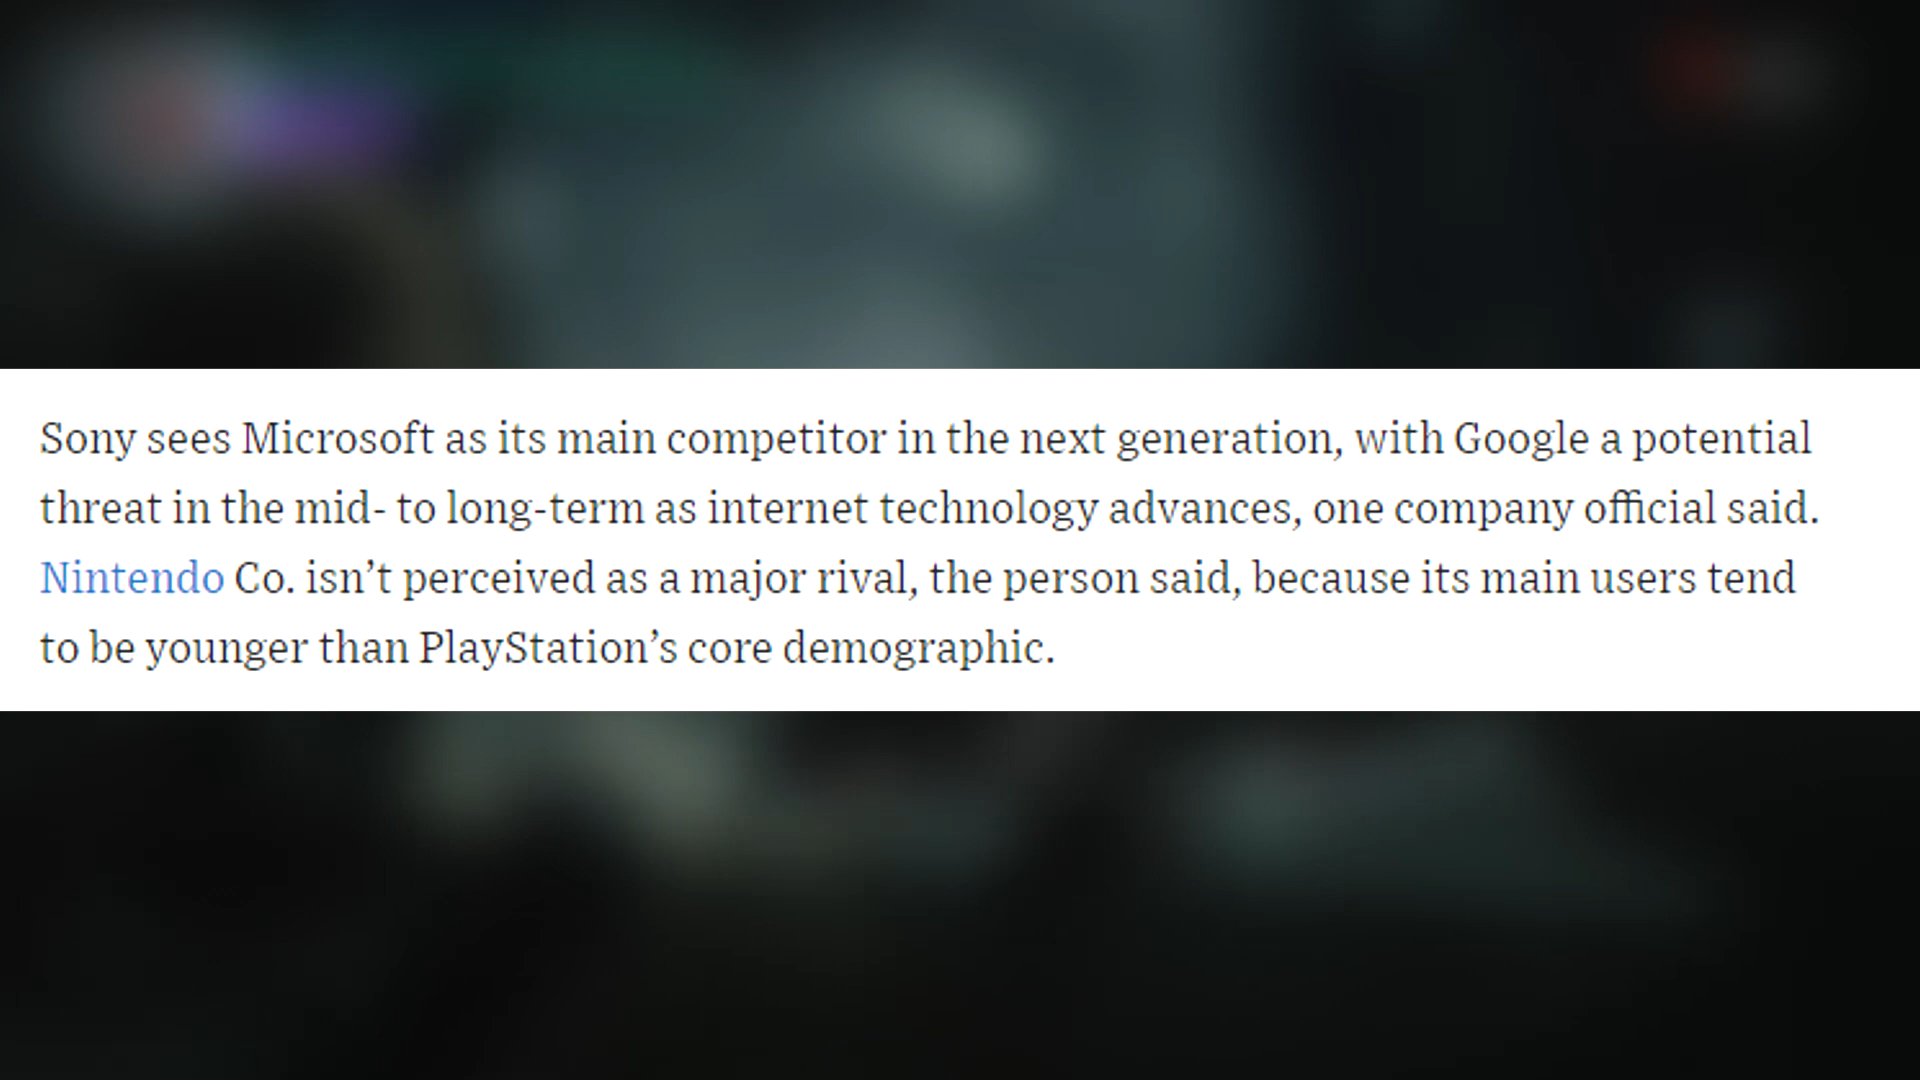 Sony sees Microsoft as its main competitor in the next generation, with Google a potential
threat in the mid- to long-term as internet technology advances, one company official said.
Nintendo Co. isn’t perceived as a major rival, the person said, because its main users tend
to be younger than PlayStation’s core demographic.